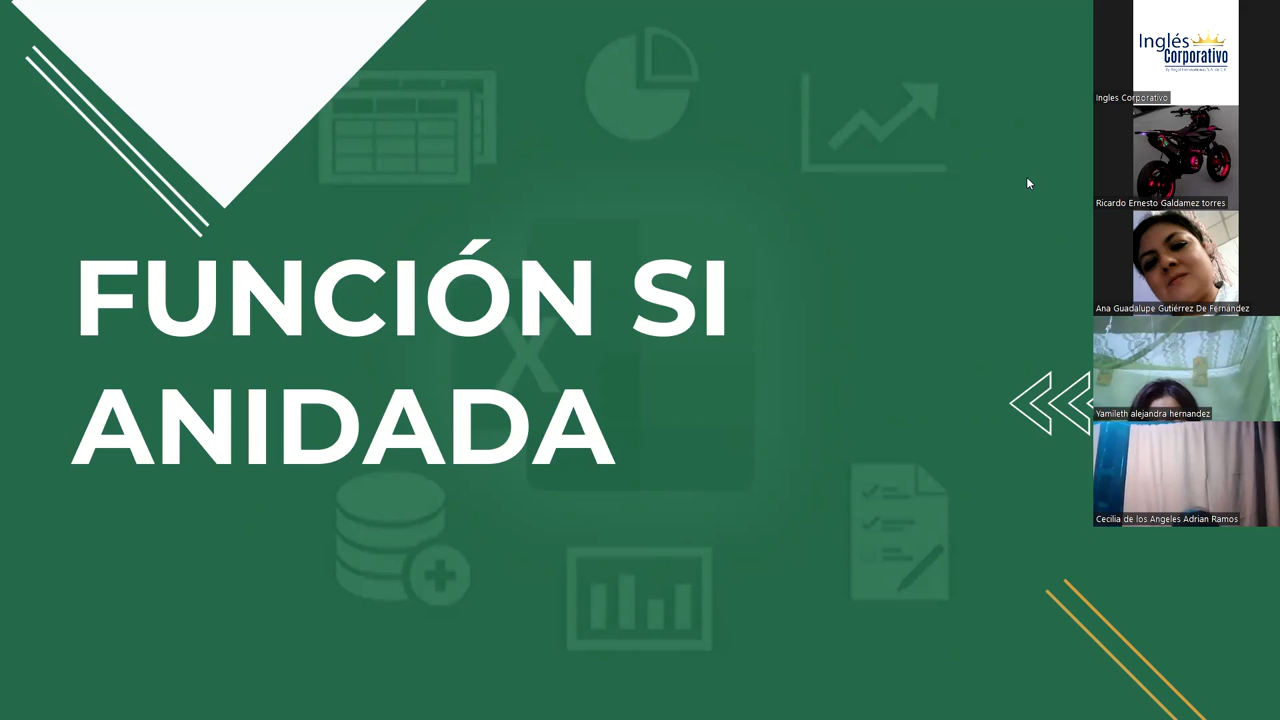 FUNCIÓN SI
ANIDADA
Inglés
Corporativo
Ingles Corporativo
Ricardo Ernesto Galdamez torres
Ana Guadalupe Gutiérrez De Fernández
Yamileth alejandra hernandez
Cecilia de los Angeles Adrian Ramos